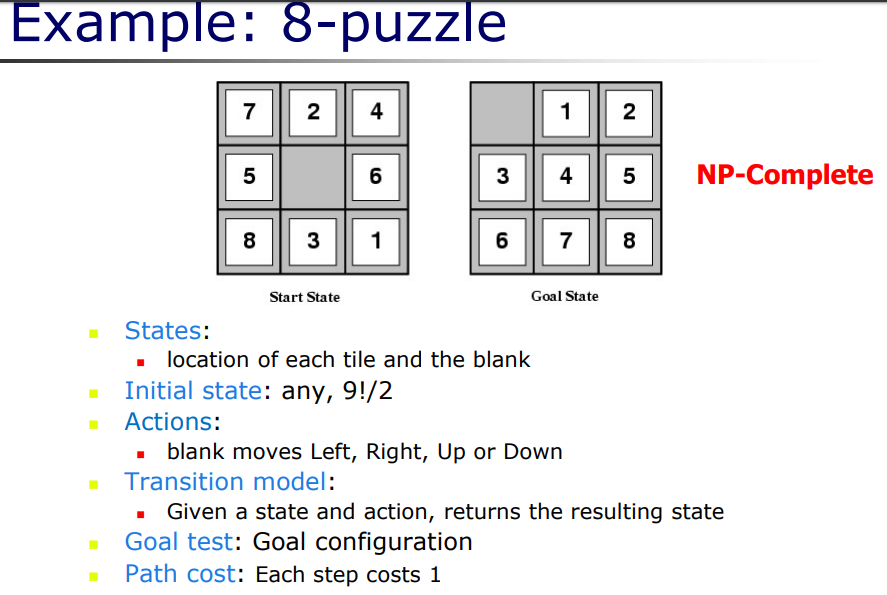 Example: 8-puzzle
7 2 4
5 6
8 3 1
Start State
1 2
3 4 5
6 7 8
Goal State
NP-Complete
States:
location of each tile and the blank
Initial state: any, 9!/2
Actions:
blank moves Left, Right, Up or Down
Transition model:
Given a state and action, returns the resulting state
Goal test: Goal configuration
Path cost: Each step costs 1